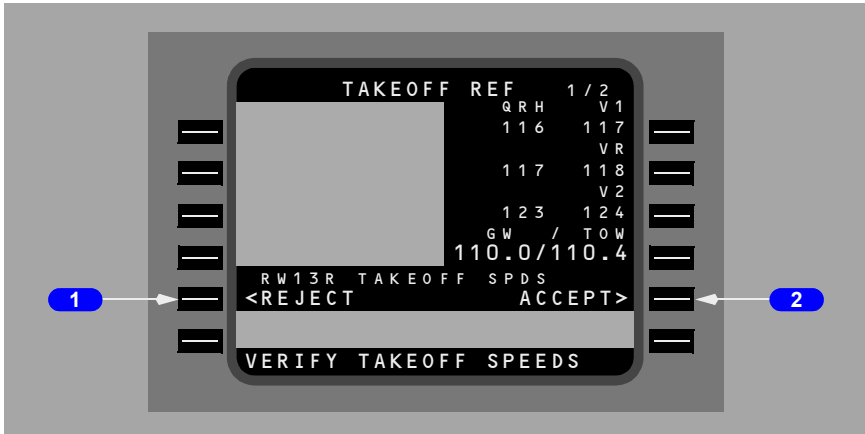 TAKEOFF REF 1/2
QRH V1
116 117
VR
117 118
V2
123 124
GW / TOW
110.0/110.4
RW13R TAKEOFF SPDS
<REJECT ACCEPT>
1 2
VERIFY TAKEOFF SPEEDS